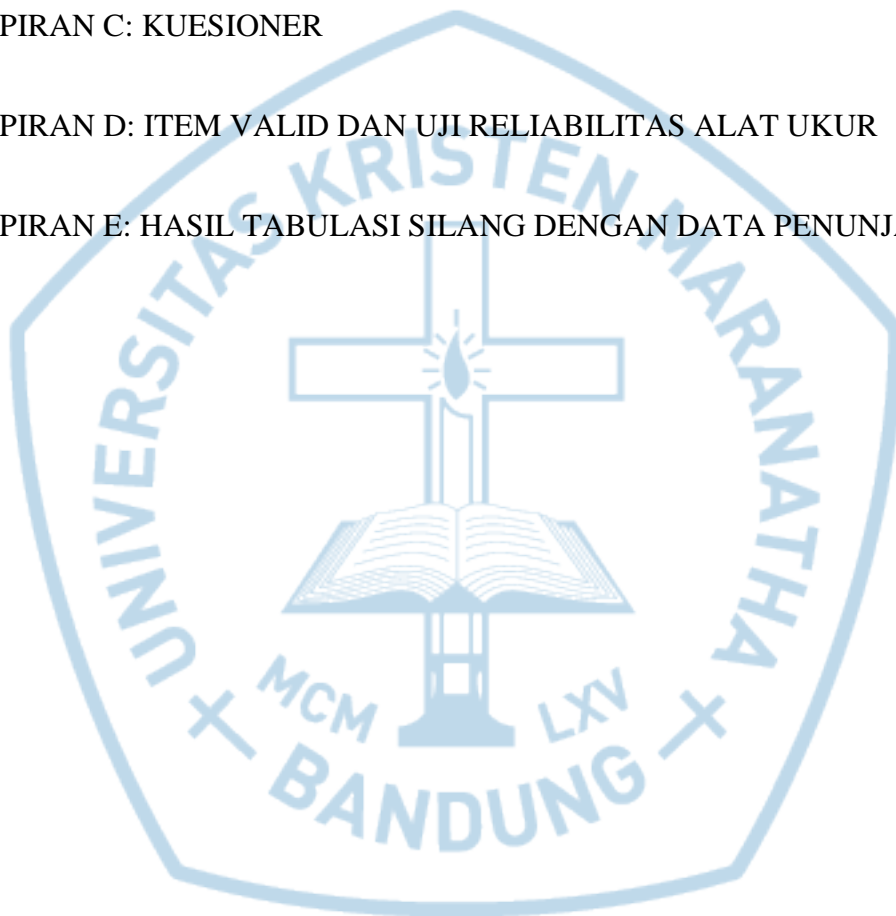 PIRAN C: KUESIONER
PIRAN D: ITEM VALID DAN UJI RELIABILITAS ALAT UKUR
PIRAN E: HASIL TABULASI SILANG DENGAN DATA PENUNJA
UNIVERSITAS KRISTEN MARANATHA
MCM LXV
BANDUNG